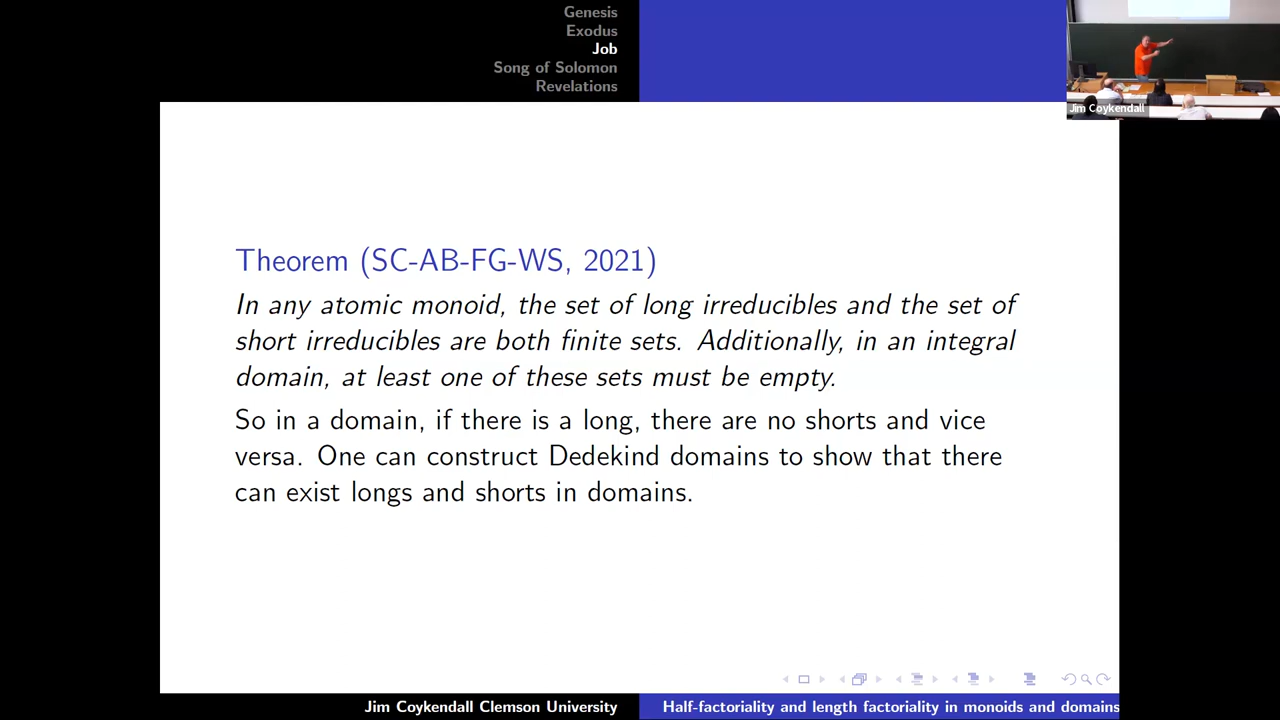 Genesis
Exodus
Job
Song of Solomon
Revelations
Jim Coykendall
Theorem (SC-AB-FG-WS, 2021)
In any atomic monoid, the set of long irreducibles and the set of
short irreducibles are both finite sets. Additionally, in an integral
domain, at least one of these sets must be empty.
So in a domain, if there is a long, there are no shorts and vice
versa. One can construct Dedekind domains to show that there
can exist longs and shorts in domains.
Jim Coykendall Clemson University
Half-factoriality and length factoriality in monoids and domains